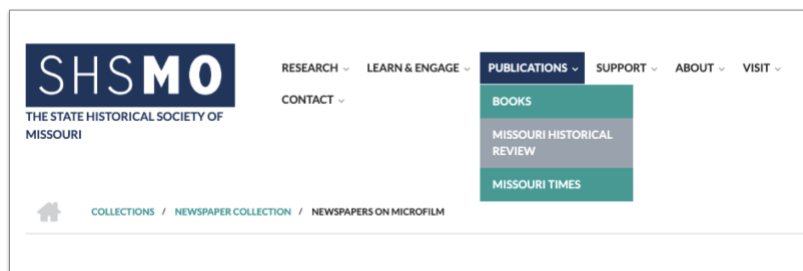 SHSMO
THE STATE HISTORICAL SOCIETY OF
MISSOURI
RESEARCH LEARN & ENGAGE PUBLICATIONS SUPPORT ABOUT VISIT
CONTACT
BOOKS
MISSOURI HISTORICAL
REVIEW
MISSOURI TIMES
COLLECTIONS / NEWSPAPER COLLECTION / NEWSPAPERS ON MICROFILM